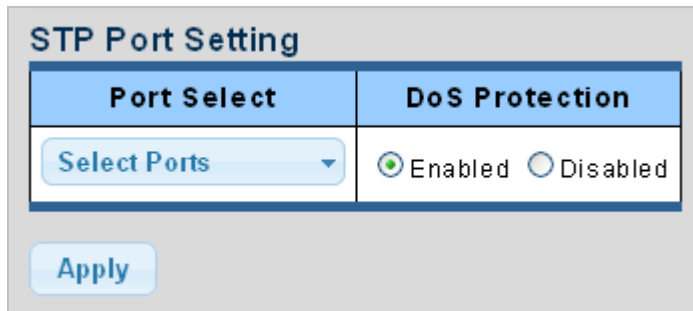 STP Port Setting
Port Select DoS Protection
Select Ports Enabled Disabled
Apply